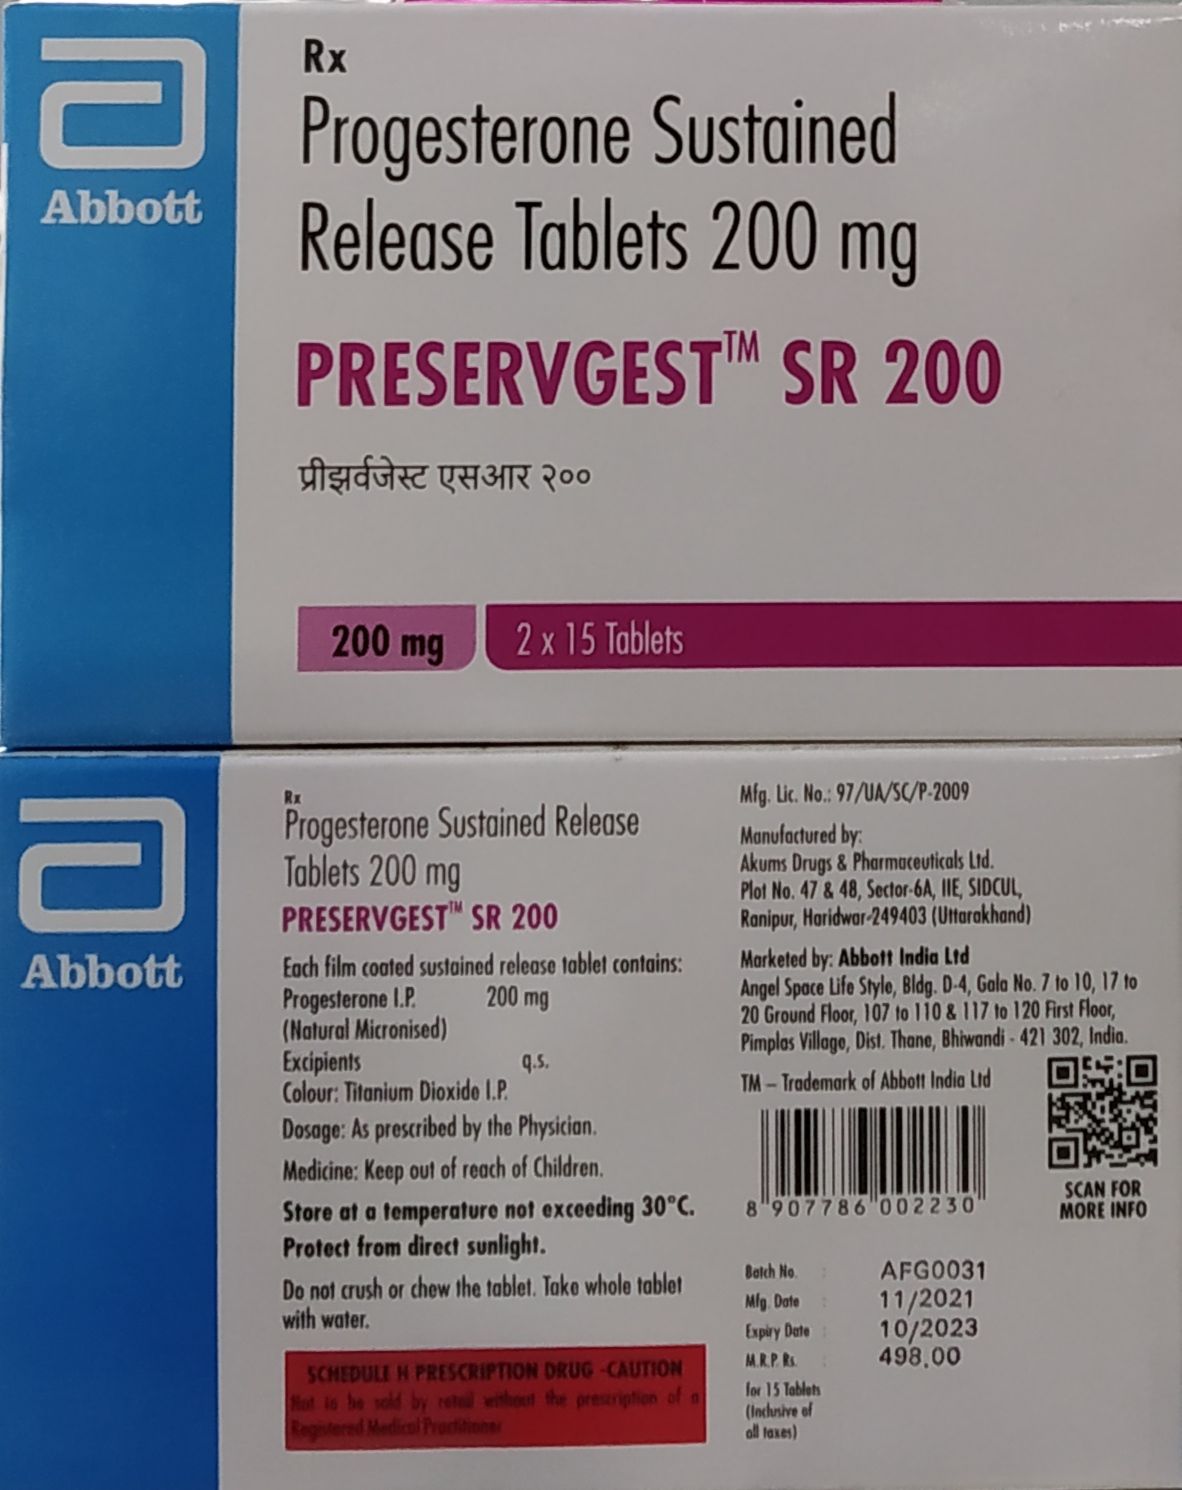 Abbott
Rx
Progesterone Sustained
Release Tablets 200 mg
PRESERVGEST™ SR 200
प्रीझर्वजेस्ट एसआर २००
200 mg
2 x 15 Tablets
Abbott
Rx
Progesterone Sustained Release
Tablets 200 mg
PRESERVGEST™ SR 200
Each film coated sustained release tablet contains:
Progesterone I.P. 200 mg
(Natural Micronised)
Excipients q.s.
Colour: Titanium Dioxide I.P.
Dosage: As prescribed by the Physician.
Medicine: Keep out of reach of Children.
Store at a temperature not exceeding 30°C.
Protect from direct sunlight.
Do not crush or chew the tablet. Take whole tablet
with water.
SCHEDULE H PRESCRIPTION DRUG -CAUTION
Not to be sold by retail without the prescription of a
Registered Medical Practitioner
Mfg. Lic. No.: 97/UA/SC/P-2009
Manufactured by:
Akums Drugs & Pharmaceuticals Ltd.
Plot No. 47 & 48, Sector-6A, IIE, SIDCUL,
Ranipur, Haridwar-249403 (Uttarakhand)
Marketed by: Abbott India Ltd
Angel Space Life Style, Bldg. D-4, Gala No. 7 to 10, 17 to
20 Ground Floor, 107 to 110 & 117 to 120 First Floor,
Pimplas Village, Dist. Thane, Bhiwandi - 421 302, India.
TM – Trademark of Abbott India Ltd
8 907786 002230
SCAN FOR
MORE INFO
Batch No. : AFG0031
Mfg. Date : 11/2021
Expiry Date : 10/2023
M.R.P. Rs. : 498.00
for 15 Tablets
(Inclusive of
all taxes)